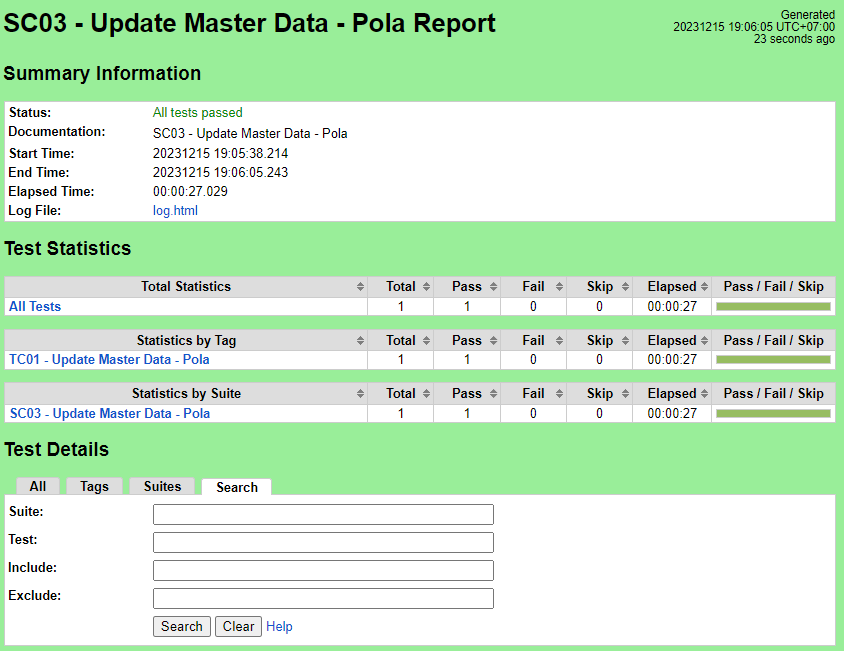 SC03 - Update Master Data - Pola Report
Generated
20231215 19:06:05 UTC+07:00
23 seconds ago
Summary Information
Status: All tests passed
Documentation: SC03 - Update Master Data - Pola
Start Time: 20231215 19:05:38.214
End Time: 20231215 19:06:05.243
Elapsed Time: 00:00:27.029
Log File: log.html
Test Statistics
Total Statistics Total Pass Fail Skip Elapsed Pass / Fail / Skip
All Tests 1 1 0 0 00:00:27
Statistics by Tag Total Pass Fail Skip Elapsed Pass / Fail / Skip
TC01 - Update Master Data - Pola 1 1 0 0 00:00:27
Statistics by Suite Total Pass Fail Skip Elapsed Pass / Fail / Skip
SC03 - Update Master Data - Pola 1 1 0 0 00:00:27
Test Details
All Tags Suites Search
Suite:
Test:
Include:
Exclude:
Search Clear Help